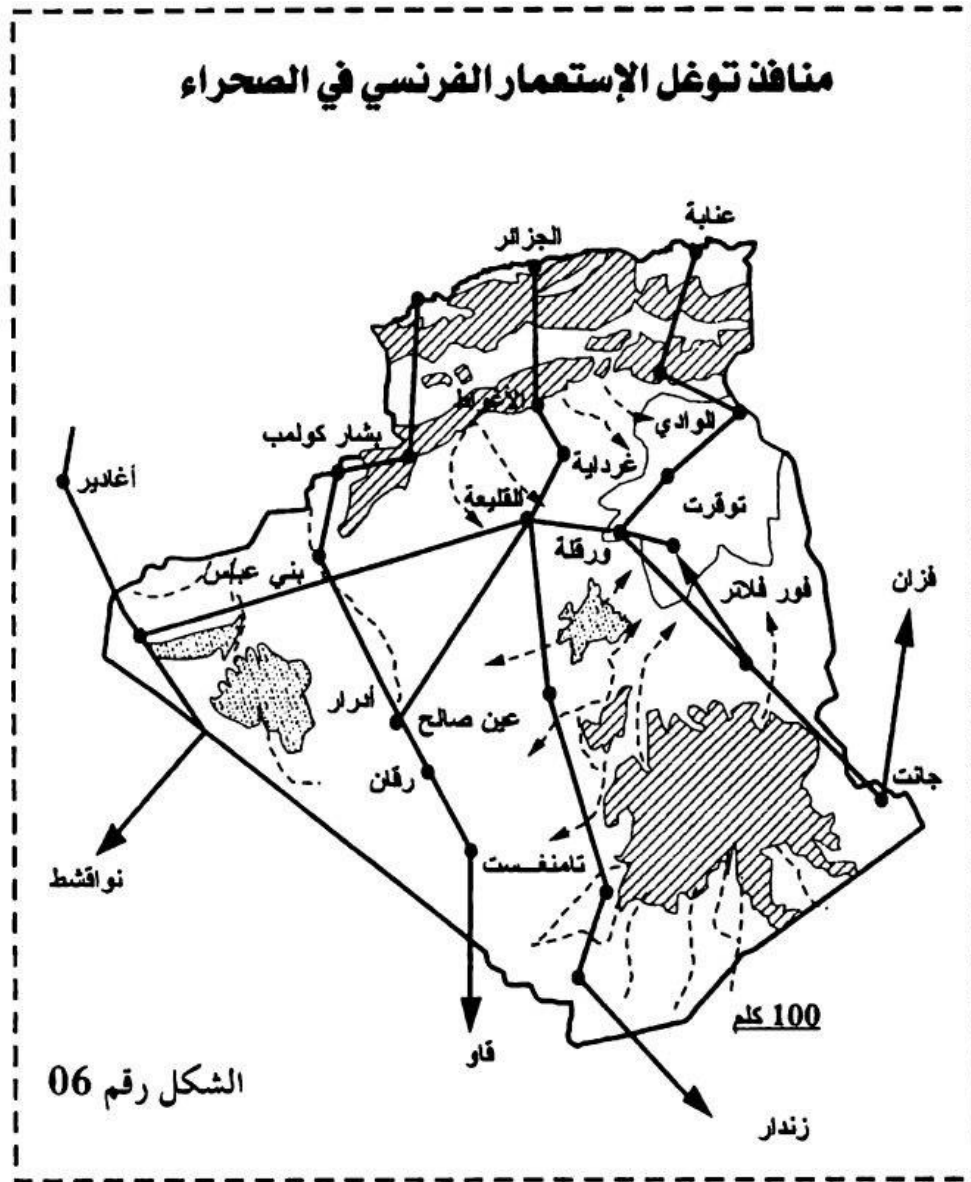 منافذ توغل الإستعمار الفرنسي في الصحراء
عنابة
الجزائر
الأغواط
الوادي
بشار كولمب
غرداية
أغادير
القليعة
توقرت
ورقلة
بني عباس
فور فلاتر
فزان
أدرار
عين صالح
رقان
جانت
تامنغست
نواقشط
100 كلم
قاو
الشكل رقم 06
زندار